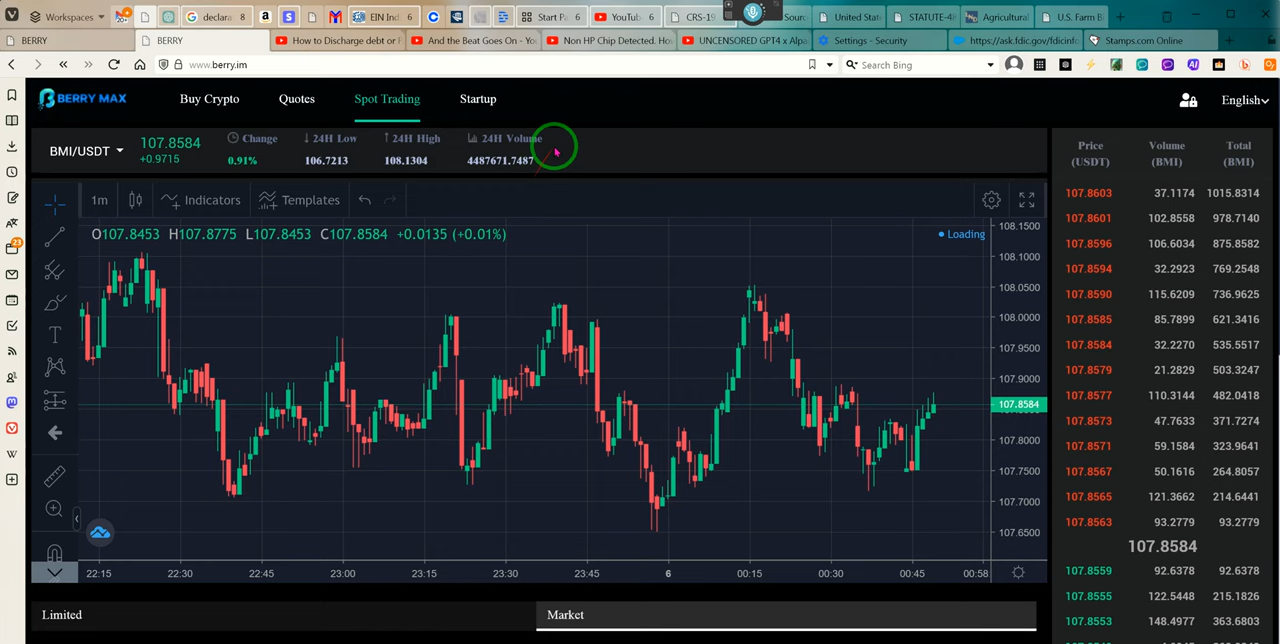 Workspaces
declara 8
EIN Ind 6
Start Pa 6
YouTub 6
CRS-19
Sourc
United State
STATUTE-48
Agricultural
U.S. Farm B
BERRY
BERRY
How to Discharge debt or F
And the Beat Goes On - Yo
Non HP Chip Detected. Ho
UNCENSORED GPT4 x Alpa
Settings - Security
https://ask.fdic.gov/fdicinfo
Stamps.com Online
www.berry.im
Search Bing
BERRY MAX
Buy Crypto
Quotes
Spot Trading
Startup
English
BMI/USDT
107.8584
+0.9715
Change
0.91%
24H Low
106.7213
24H High
108.1304
24H Volume
4487671.7487
1m
Indicators
Templates
O107.8453 H107.8775 L107.8453 C107.8584 +0.0135 (+0.01%)
Loading
108.1500
108.1000
108.0500
108.0000
107.9500
107.9000
107.8584
107.8000
107.7500
107.7000
107.6500
22:15 22:30 22:45 23:00 23:15 23:30 23:45 6 00:15 00:30 00:45 00:58
Limited
Market
Price Volume Total
(USDT) (BMI) (BMI)
107.8603 37.1174 1015.8314
107.8601 102.8558 978.7140
107.8596 106.6034 875.8582
107.8594 32.2923 769.2548
107.8590 115.6209 736.9625
107.8585 85.7899 621.3416
107.8584 32.2270 535.5517
107.8579 21.2829 503.3247
107.8577 110.3144 482.0418
107.8573 47.7633 371.7274
107.8571 59.1584 323.9641
107.8567 50.1616 264.8057
107.8565 121.3662 214.6441
107.8563 93.2779 93.2779
107.8584
107.8559 92.6378 92.6378
107.8555 122.5448 215.1826
107.8553 148.4977 363.6803